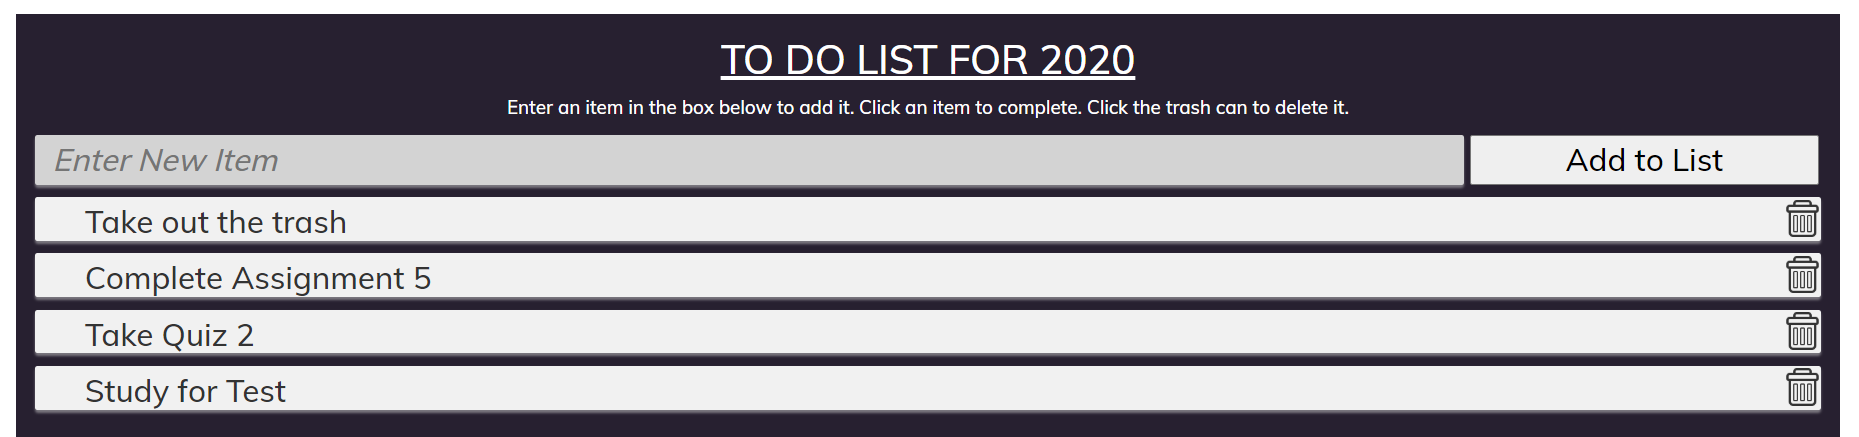 TO DO LIST FOR 2020
Enter an item in the box below to add it. Click an item to complete. Click the trash can to delete it.
Enter New Item
Add to List
Take out the trash
Complete Assignment 5
Take Quiz 2
Study for Test